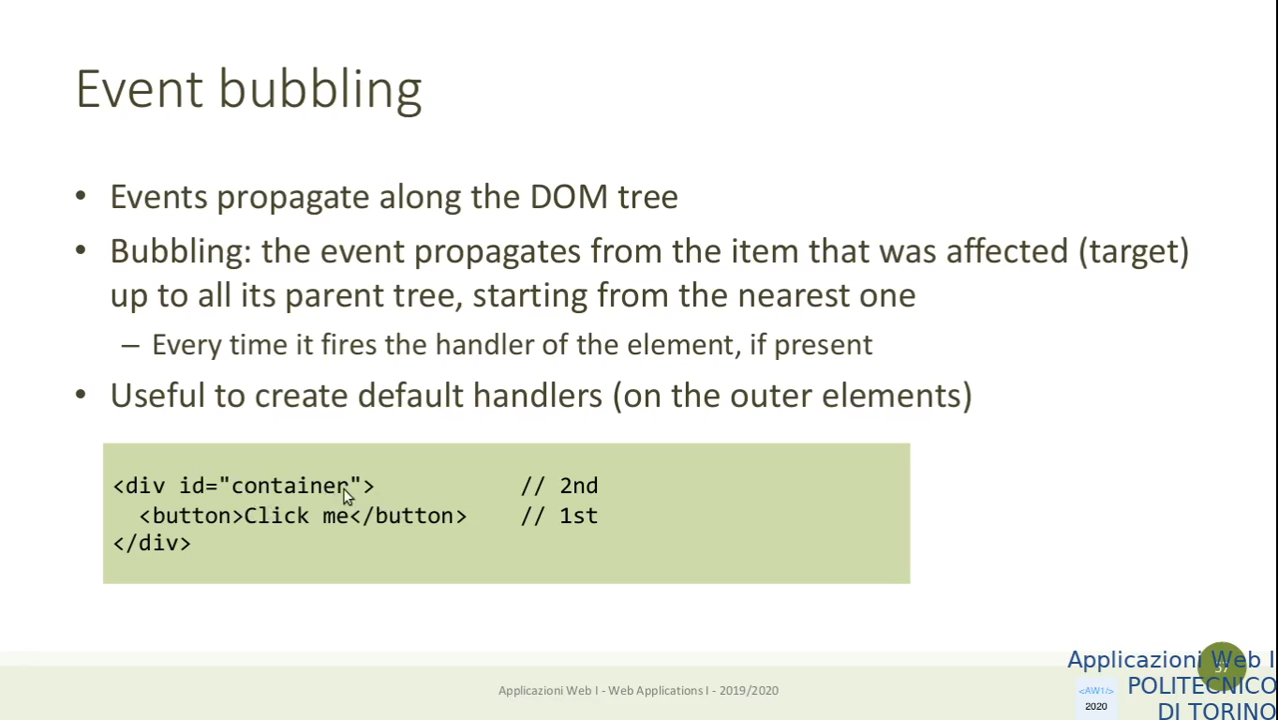 Event bubbling
• Events propagate along the DOM tree
• Bubbling: the event propagates from the item that was affected (target)
up to all its parent tree, starting from the nearest one
– Every time it fires the handler of the element, if present
• Useful to create default handlers (on the outer elements)
<div id="container"> // 2nd
<button>Click me</button> // 1st
</div>
Applicazioni Web I - Web Applications I - 2019/2020
Applicazioni Web I
POLITECNICO
DI TORINO
<AW1/>
2020